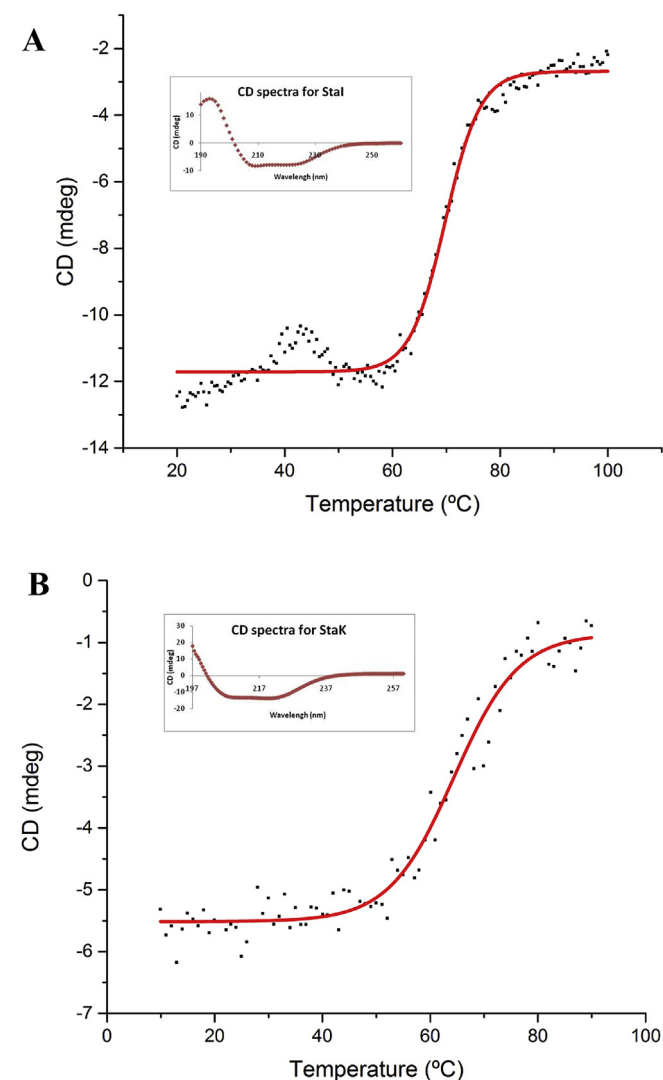 A
-2
-4
-6
-8
-10
-12
-14
CD (mdeg)
CD spectra for StaI
10
0
-10
CD (mdeg)
190 210 230 250
Wavelengh (nm)
20 40 60 80 100
Temperature (ºC)
B
0
-1
-2
-3
-4
-5
-6
-7
CD (mdeg)
CD spectra for StaK
30
20
10
0
-10
-20
CD (mdeg)
197 217 237 257
Wavelengh (nm)
0 20 40 60 80 100
Temperature (ºC)